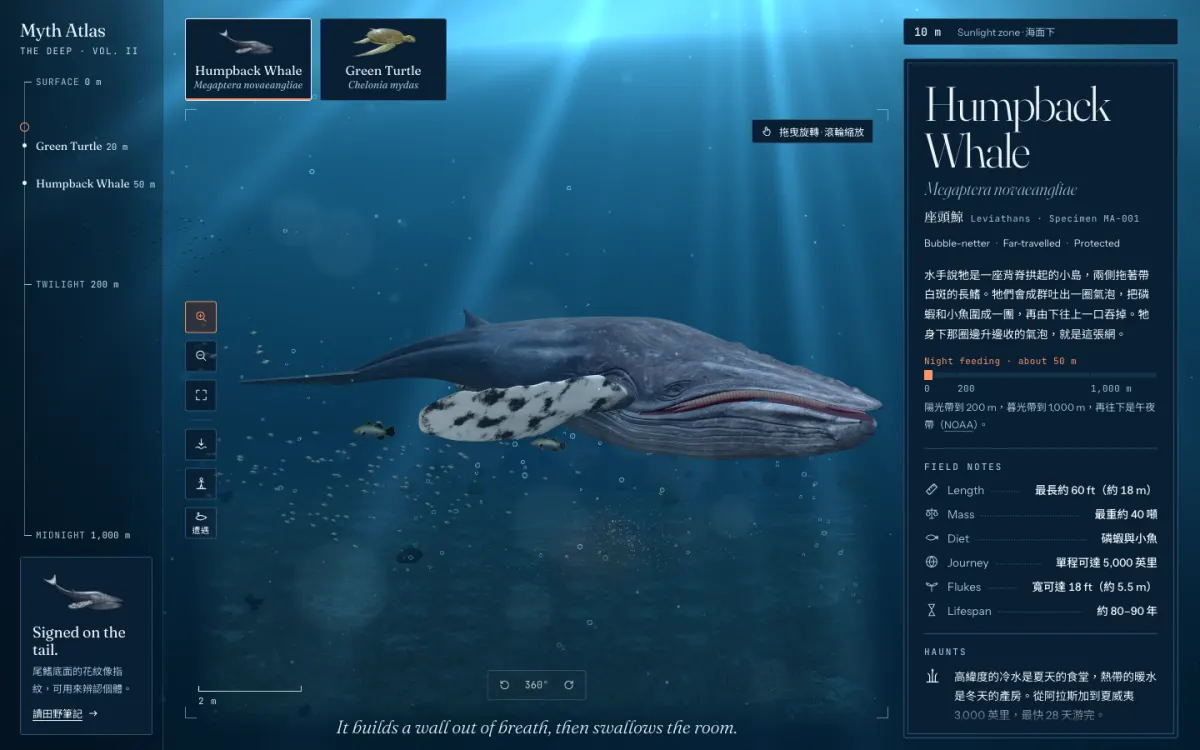 Myth Atlas
THE DEEP · VOL. II
SURFACE 0 m
Green Turtle 20 m
Humpback Whale 50 m
TWILIGHT 200 m
MIDNIGHT 1,000 m
Signed on the
tail.
尾鰭底面的花紋像指
紋，可用來辨認個體。
讀田野筆記 →
Humpback Whale
Megaptera novaeangliae
Green Turtle
Chelonia mydas
拖曳旋轉·滾輪縮放
遭遇
2 m
360°
It builds a wall out of breath, then swallows the room.
10 m Sunlight zone·海面下
Humpback
Whale
Megaptera novaeangliae
座頭鯨 Leviathans · Specimen MA-001
Bubble-netter · Far-travelled · Protected
水手說牠是一座背脊拱起的小島，兩側拖著帶
白斑的長鰭。牠們會成群吐出一圈氣泡，把磷
蝦和小魚圍成一團，再由下往上一口吞掉。牠
身下那圈邊升邊收的氣泡，就是這張網。
Night feeding · about 50 m
0 200 1,000 m
陽光帶到 200 m，暮光帶到 1,000 m，再往下是午夜
帶（NOAA）。
FIELD NOTES
Length 最長約 60 ft（約 18 m）
Mass 最重約 40 噸
Diet 磷蝦與小魚
Journey 單程可達 5,000 英里
Flukes 寬可達 18 ft（約 5.5 m）
Lifespan 約 80–90 年
HAUNTS
高緯度的冷水是夏天的食堂，熱帶的暖水
是冬天的產房。從阿拉斯加到夏威夷
3,000 英里，最快 28 天游完。